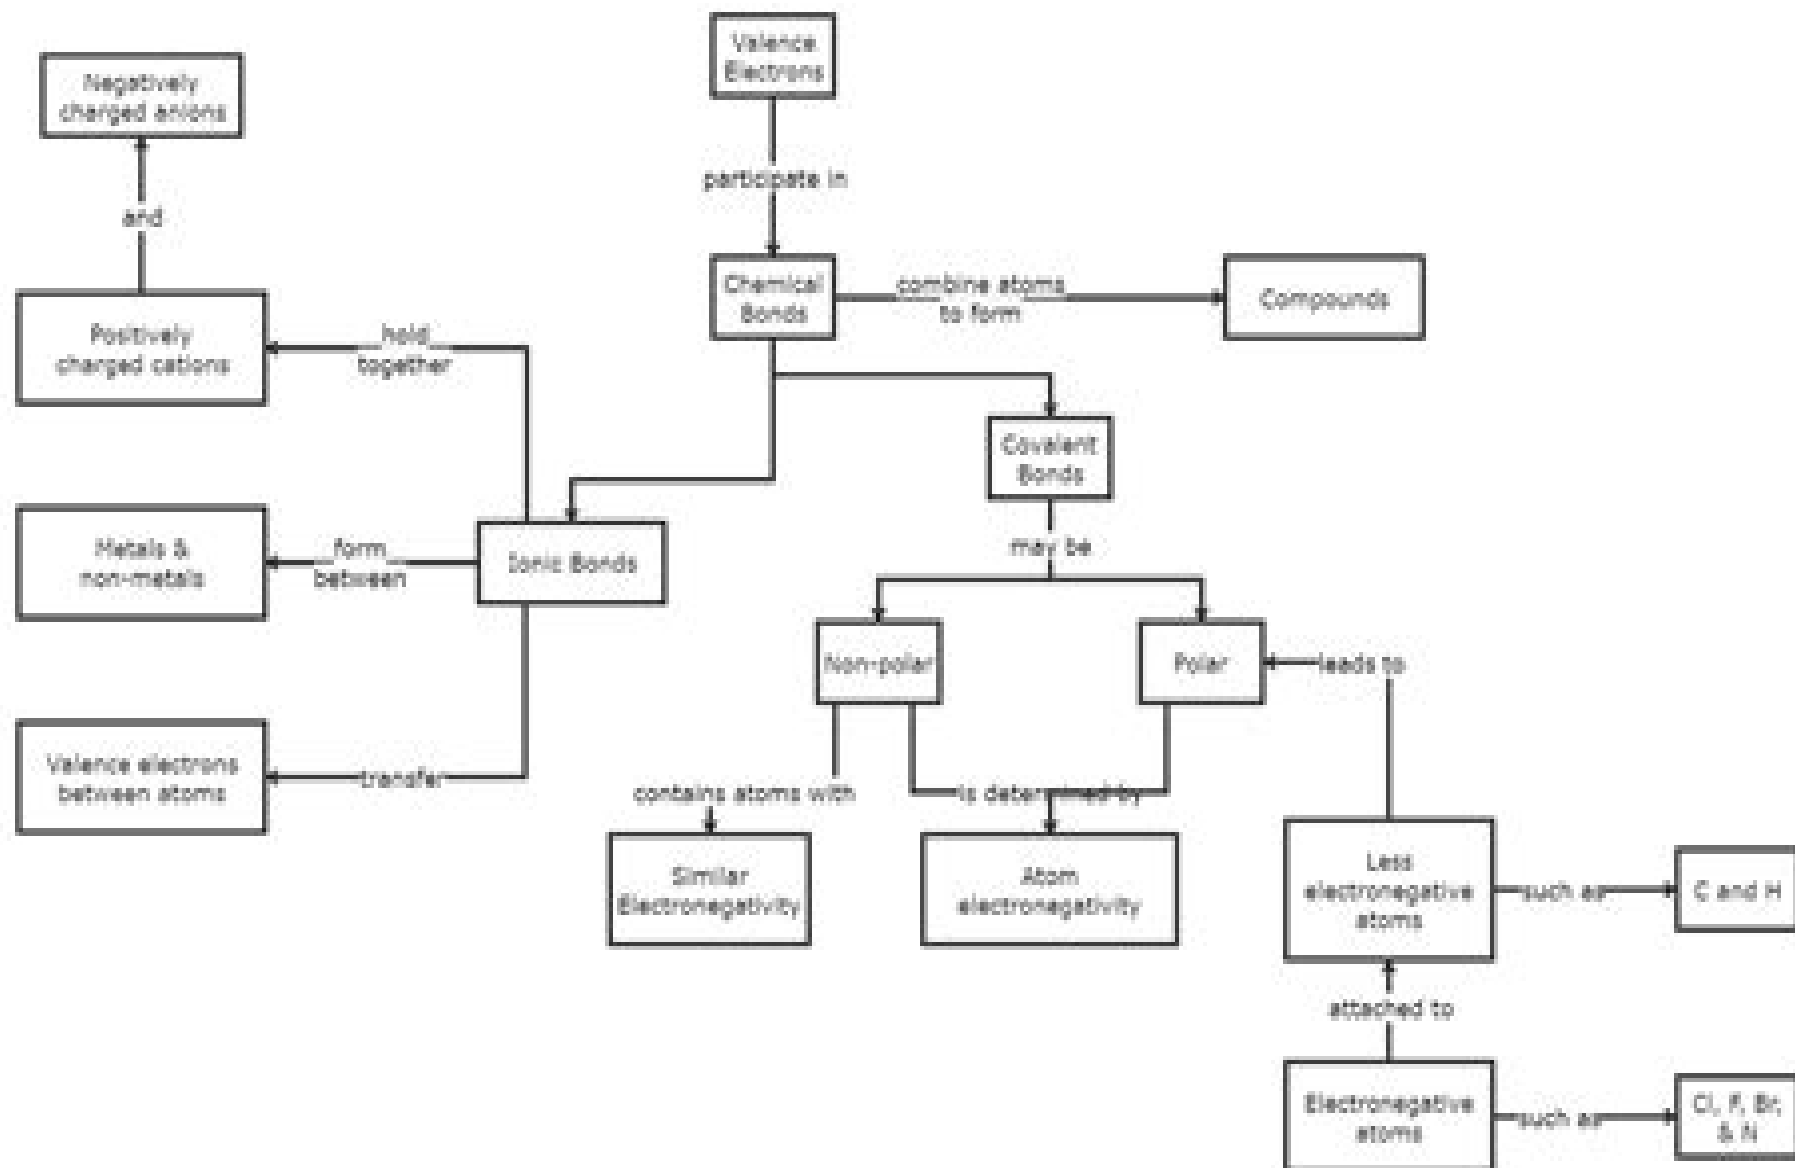 Valence
Electrons
Negatively
charged anions
participate in
and
Chemical
Bonds
combine atoms
to form
Compounds
Positively
charged cations
hold
together
Covalent
Bonds
Metals &
non-metals
form
between
Ionic Bonds
may be
Non-polar
Polar
leads to
Valence electrons
between atoms
transfer
contains atoms with
is determined by
Similar
Electronegativity
Atom
electronegativity
Less
electronegative
atoms
such as
C and H
attached to
Electronegative
atoms
such as
Cl, F, Br,
& N